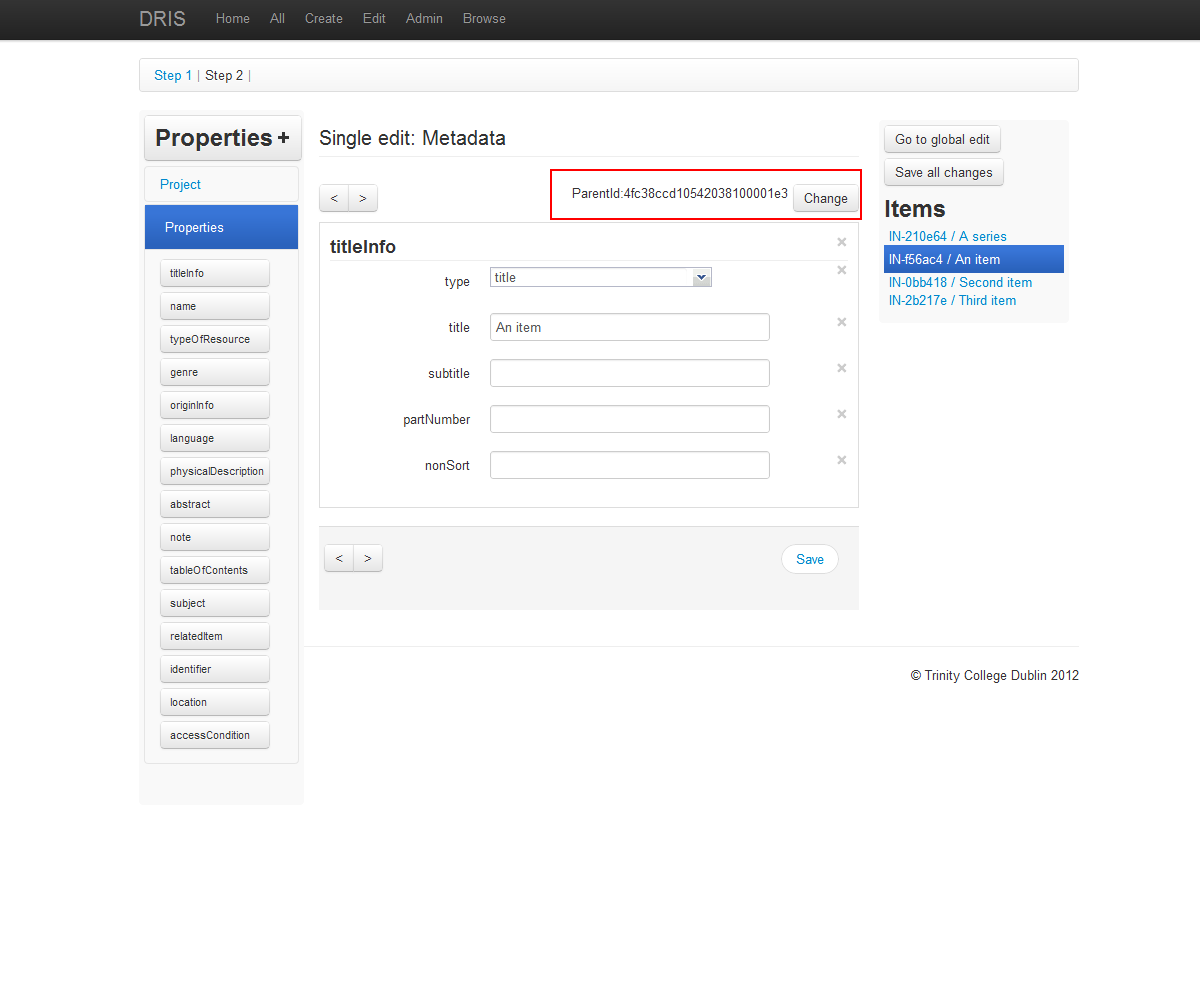 DRIS Home All Create Edit Admin Browse
Step 1 | Step 2 |
Properties +
Project
Properties
titleInfo
name
typeOfResource
genre
originInfo
language
physicalDescription
abstract
note
tableOfContents
subject
relatedItem
identifier
location
accessCondition
Single edit: Metadata
< >
ParentId:4fc38ccd10542038100001e3 Change
titleInfo ×
type title ×
title An item ×
subtitle ×
partNumber ×
nonSort ×
< > Save
Go to global edit
Save all changes
Items
IN-210e64 / A series
IN-f56ac4 / An item
IN-0bb418 / Second item
IN-2b217e / Third item
© Trinity College Dublin 2012